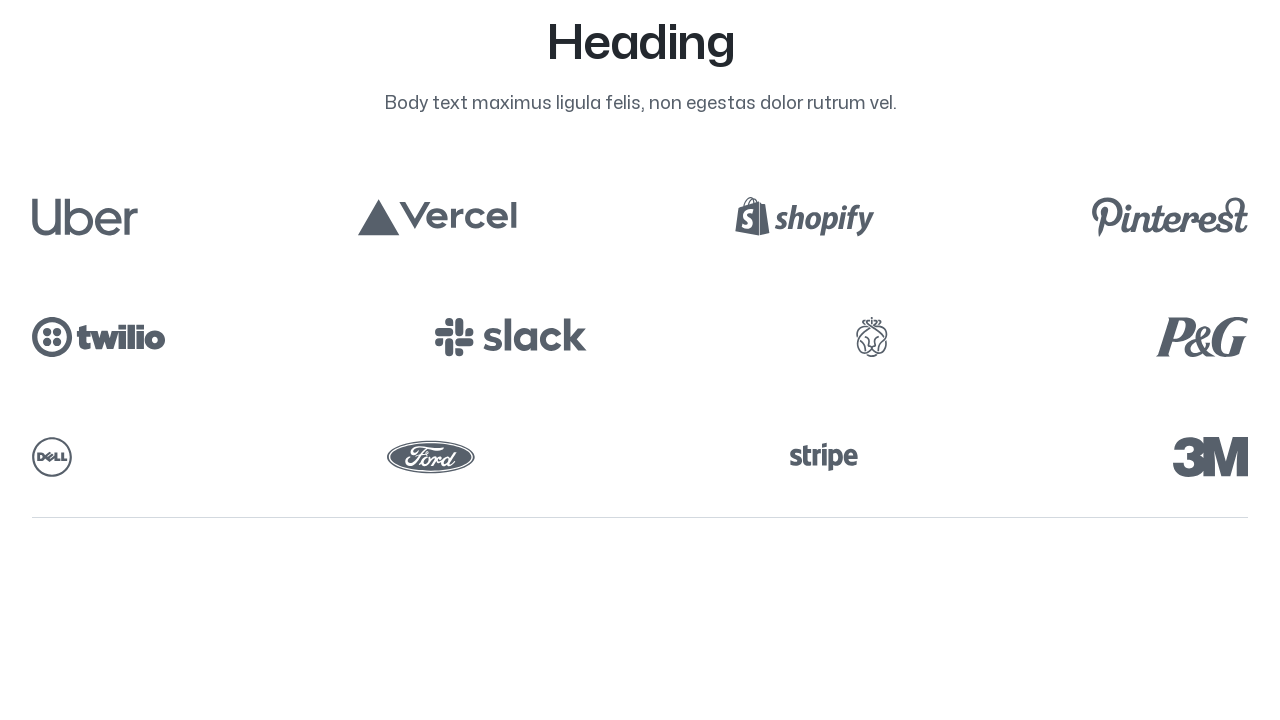 Heading
Body text maximus ligula felis, non egestas dolor rutrum vel.
Uber Vercel shopify Pinterest
twilio slack P&G
DELL Ford stripe 3M